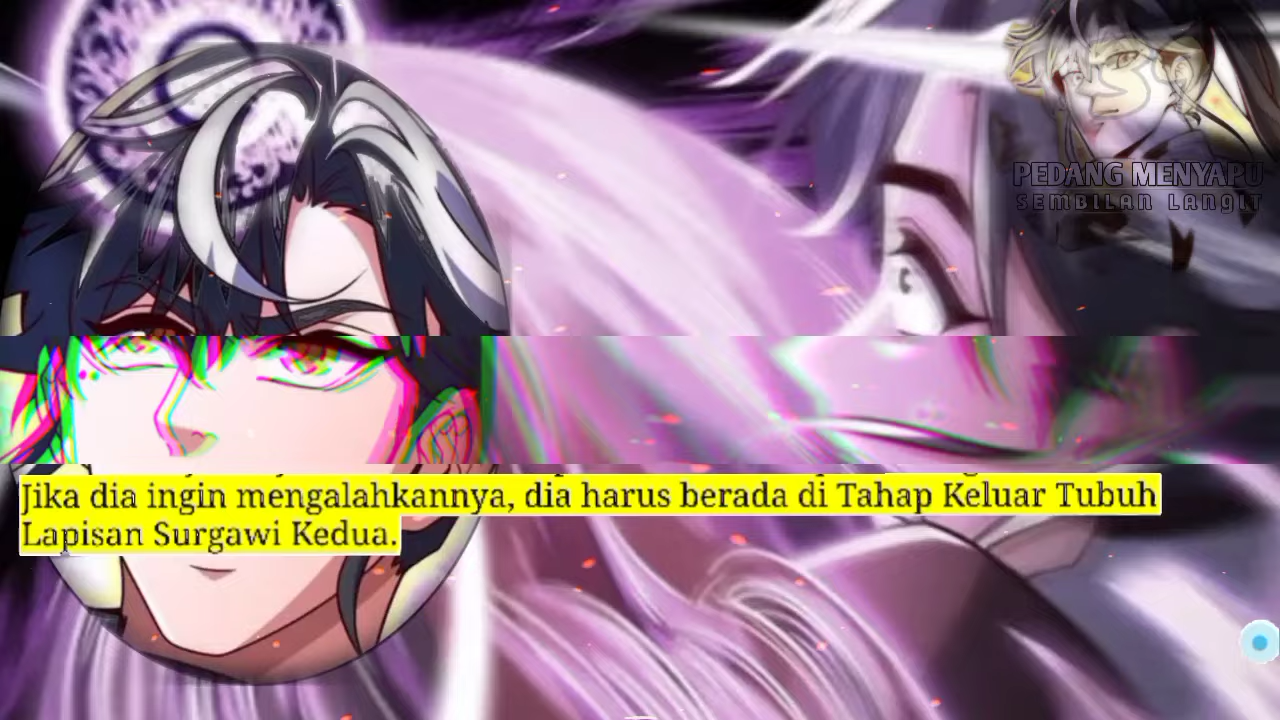 PEDANG MENYAPU
SEMBILAN LANGIT
Jika dia ingin mengalahkannya, dia harus berada di Tahap Keluar Tubuh
Lapisan Surgawi Kedua.